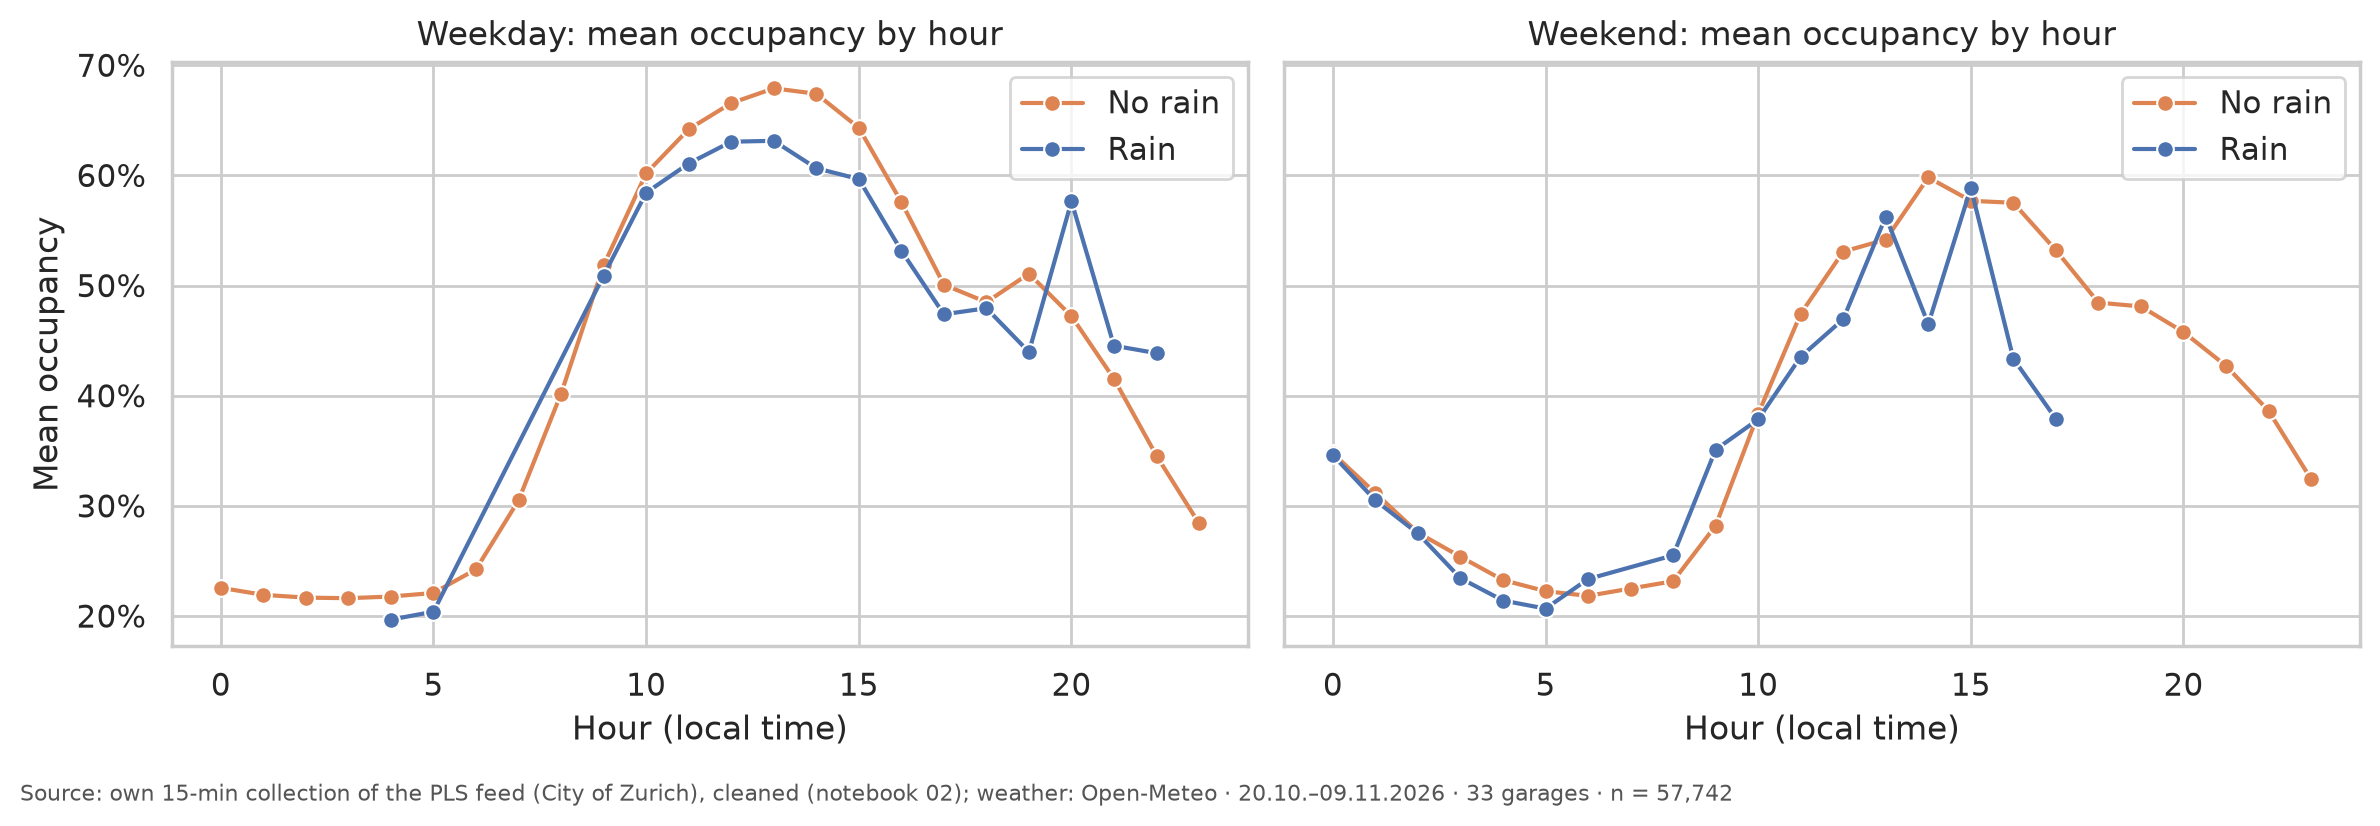 Weekday: mean occupancy by hour
Weekend: mean occupancy by hour
70%
60%
50%
40%
30%
20%
Mean occupancy
No rain
Rain
No rain
Rain
0 5 10 15 20
0 5 10 15 20
Hour (local time)
Hour (local time)
Source: own 15-min collection of the PLS feed (City of Zurich), cleaned (notebook 02); weather: Open-Meteo · 20.10.–09.11.2026 · 33 garages · n = 57,742